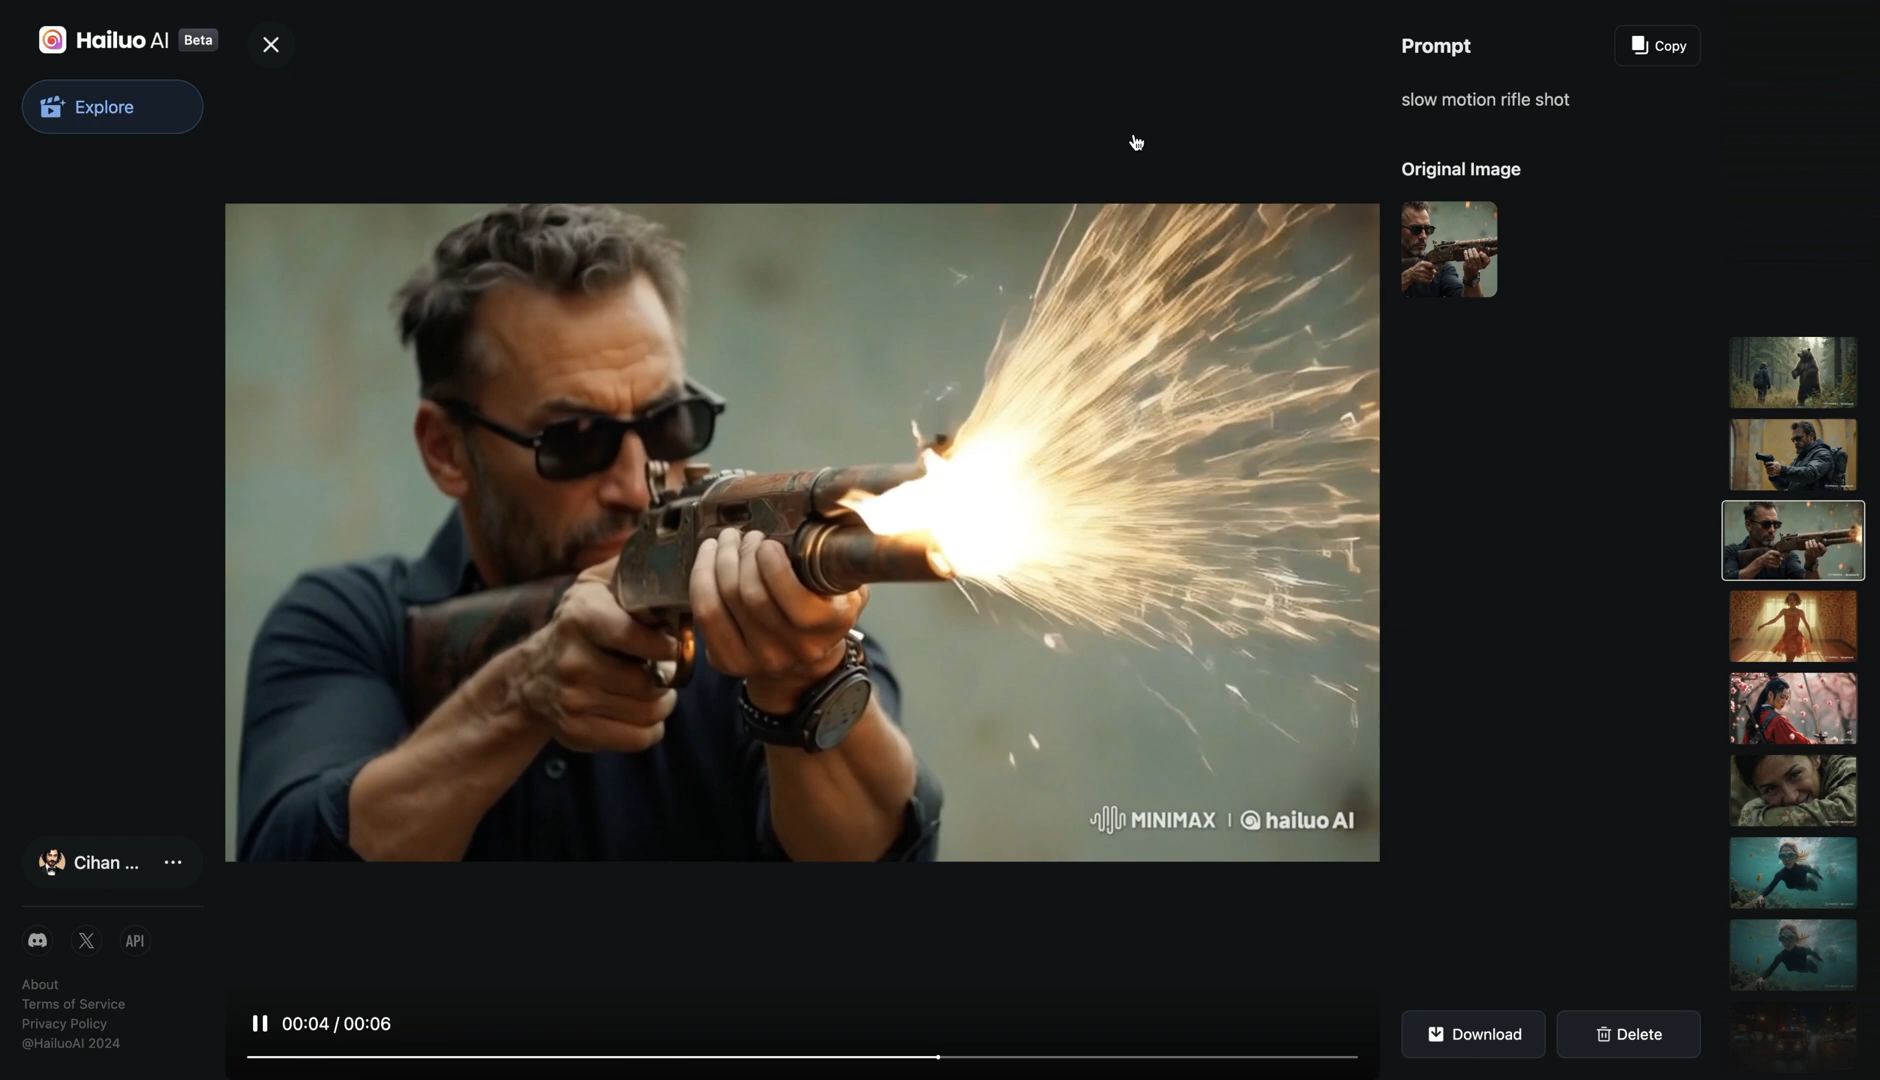 Hailuo AI Beta
Explore
Prompt
Copy
slow motion rifle shot
Original Image
MINIMAX | hailuo AI
Cihan ...
API
About
Terms of Service
Privacy Policy
@HailuoAI 2024
00:04 / 00:06
Download
Delete